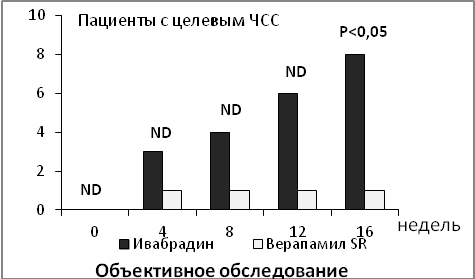 10
Пациенты с целевым ЧСС
P<0,05
8
ND
6
ND
ND
4
2
ND
0
0 4 8 12 16 недель
Ивабрадин Верапамил SR
Объективное обследование